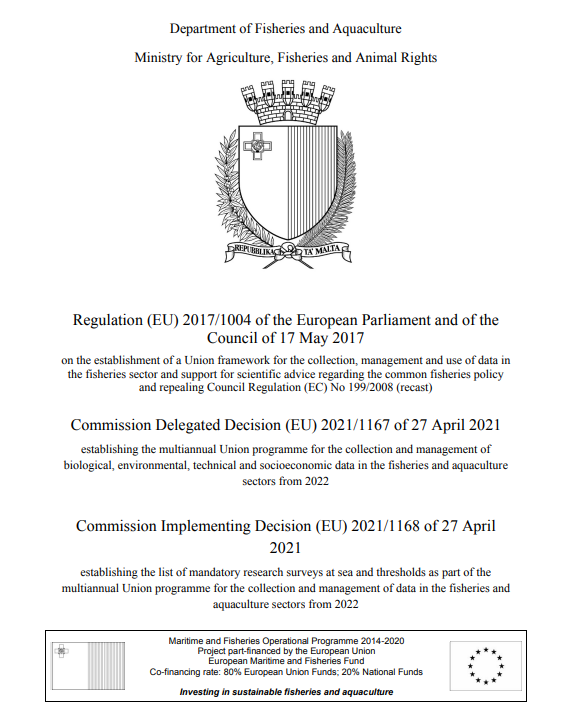 Department of Fisheries and Aquaculture
Ministry for Agriculture, Fisheries and Animal Rights
REPUBBLIKA TA' MALTA
Regulation (EU) 2017/1004 of the European Parliament and of the
Council of 17 May 2017
on the establishment of a Union framework for the collection, management and use of data in
the fisheries sector and support for scientific advice regarding the common fisheries policy
and repealing Council Regulation (EC) No 199/2008 (recast)
Commission Delegated Decision (EU) 2021/1167 of 27 April 2021
establishing the multiannual Union programme for the collection and management of
biological, environmental, technical and socioeconomic data in the fisheries and aquaculture
sectors from 2022
Commission Implementing Decision (EU) 2021/1168 of 27 April
2021
establishing the list of mandatory research surveys at sea and thresholds as part of the
multiannual Union programme for the collection and management of data in the fisheries and
aquaculture sectors from 2022
Maritime and Fisheries Operational Programme 2014-2020
Project part-financed by the European Union
European Maritime and Fisheries Fund
Co-financing rate: 80% European Union Funds; 20% National Funds
Investing in sustainable fisheries and aquaculture